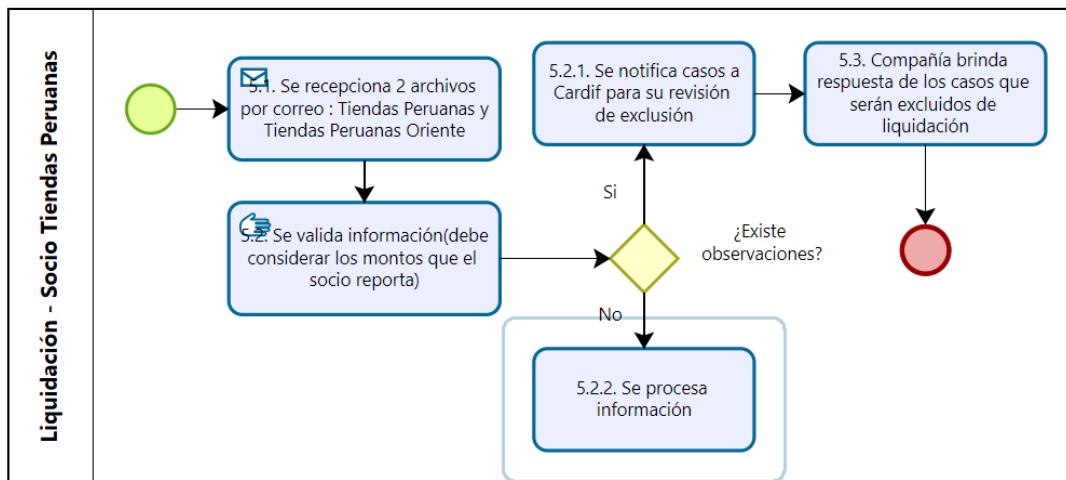 Liquidación - Socio Tiendas Peruanas
5.1. Se recepciona 2 archivos
por correo : Tiendas Peruanas y
Tiendas Peruanas Oriente
5.2. Se valida información(debe
considerar los montos que el
socio reporta)
¿Existe
observaciones?
Si
5.2.1. Se notifica casos a
Cardif para su revisión
de exclusión
5.3. Compañía brinda
respuesta de los casos que
serán excluidos de
liquidación
No
5.2.2. Se procesa
información